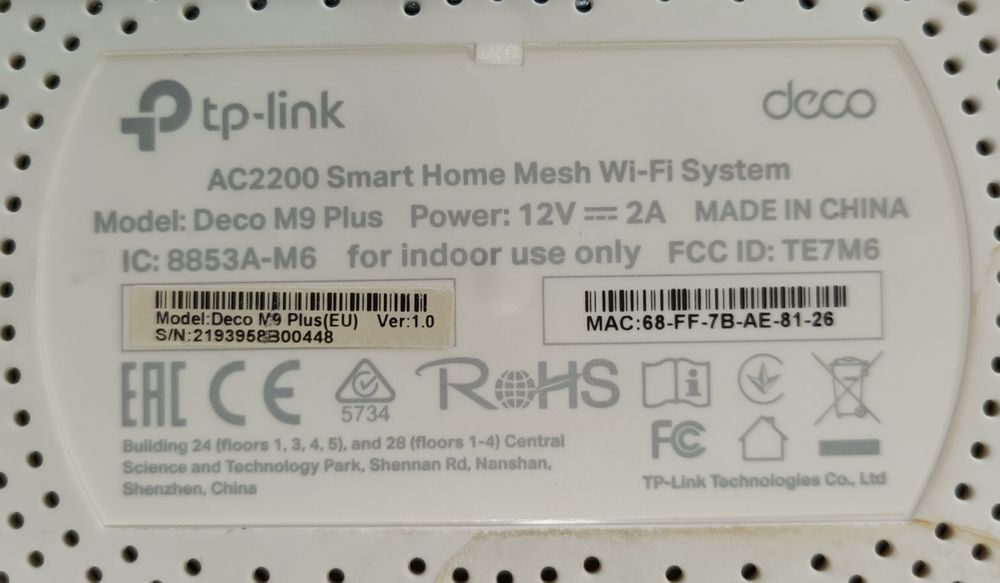 tp-link
deco
AC2200 Smart Home Mesh Wi-Fi System
Model: Deco M9 Plus Power: 12V ⎓ 2A MADE IN CHINA
IC: 8853A-M6 for indoor use only FCC ID: TE7M6
Model:Deco M9 Plus(EU) Ver:1.0
S/N:2193958B00448
MAC:68-FF-7B-AE-81-26
EAC CE
5734
RoHS
i
FC
Building 24 (floors 1, 3, 4, 5), and 28 (floors 1-4) Central
Science and Technology Park, Shennan Rd, Nanshan,
Shenzhen, China
TP-Link Technologies Co., Ltd